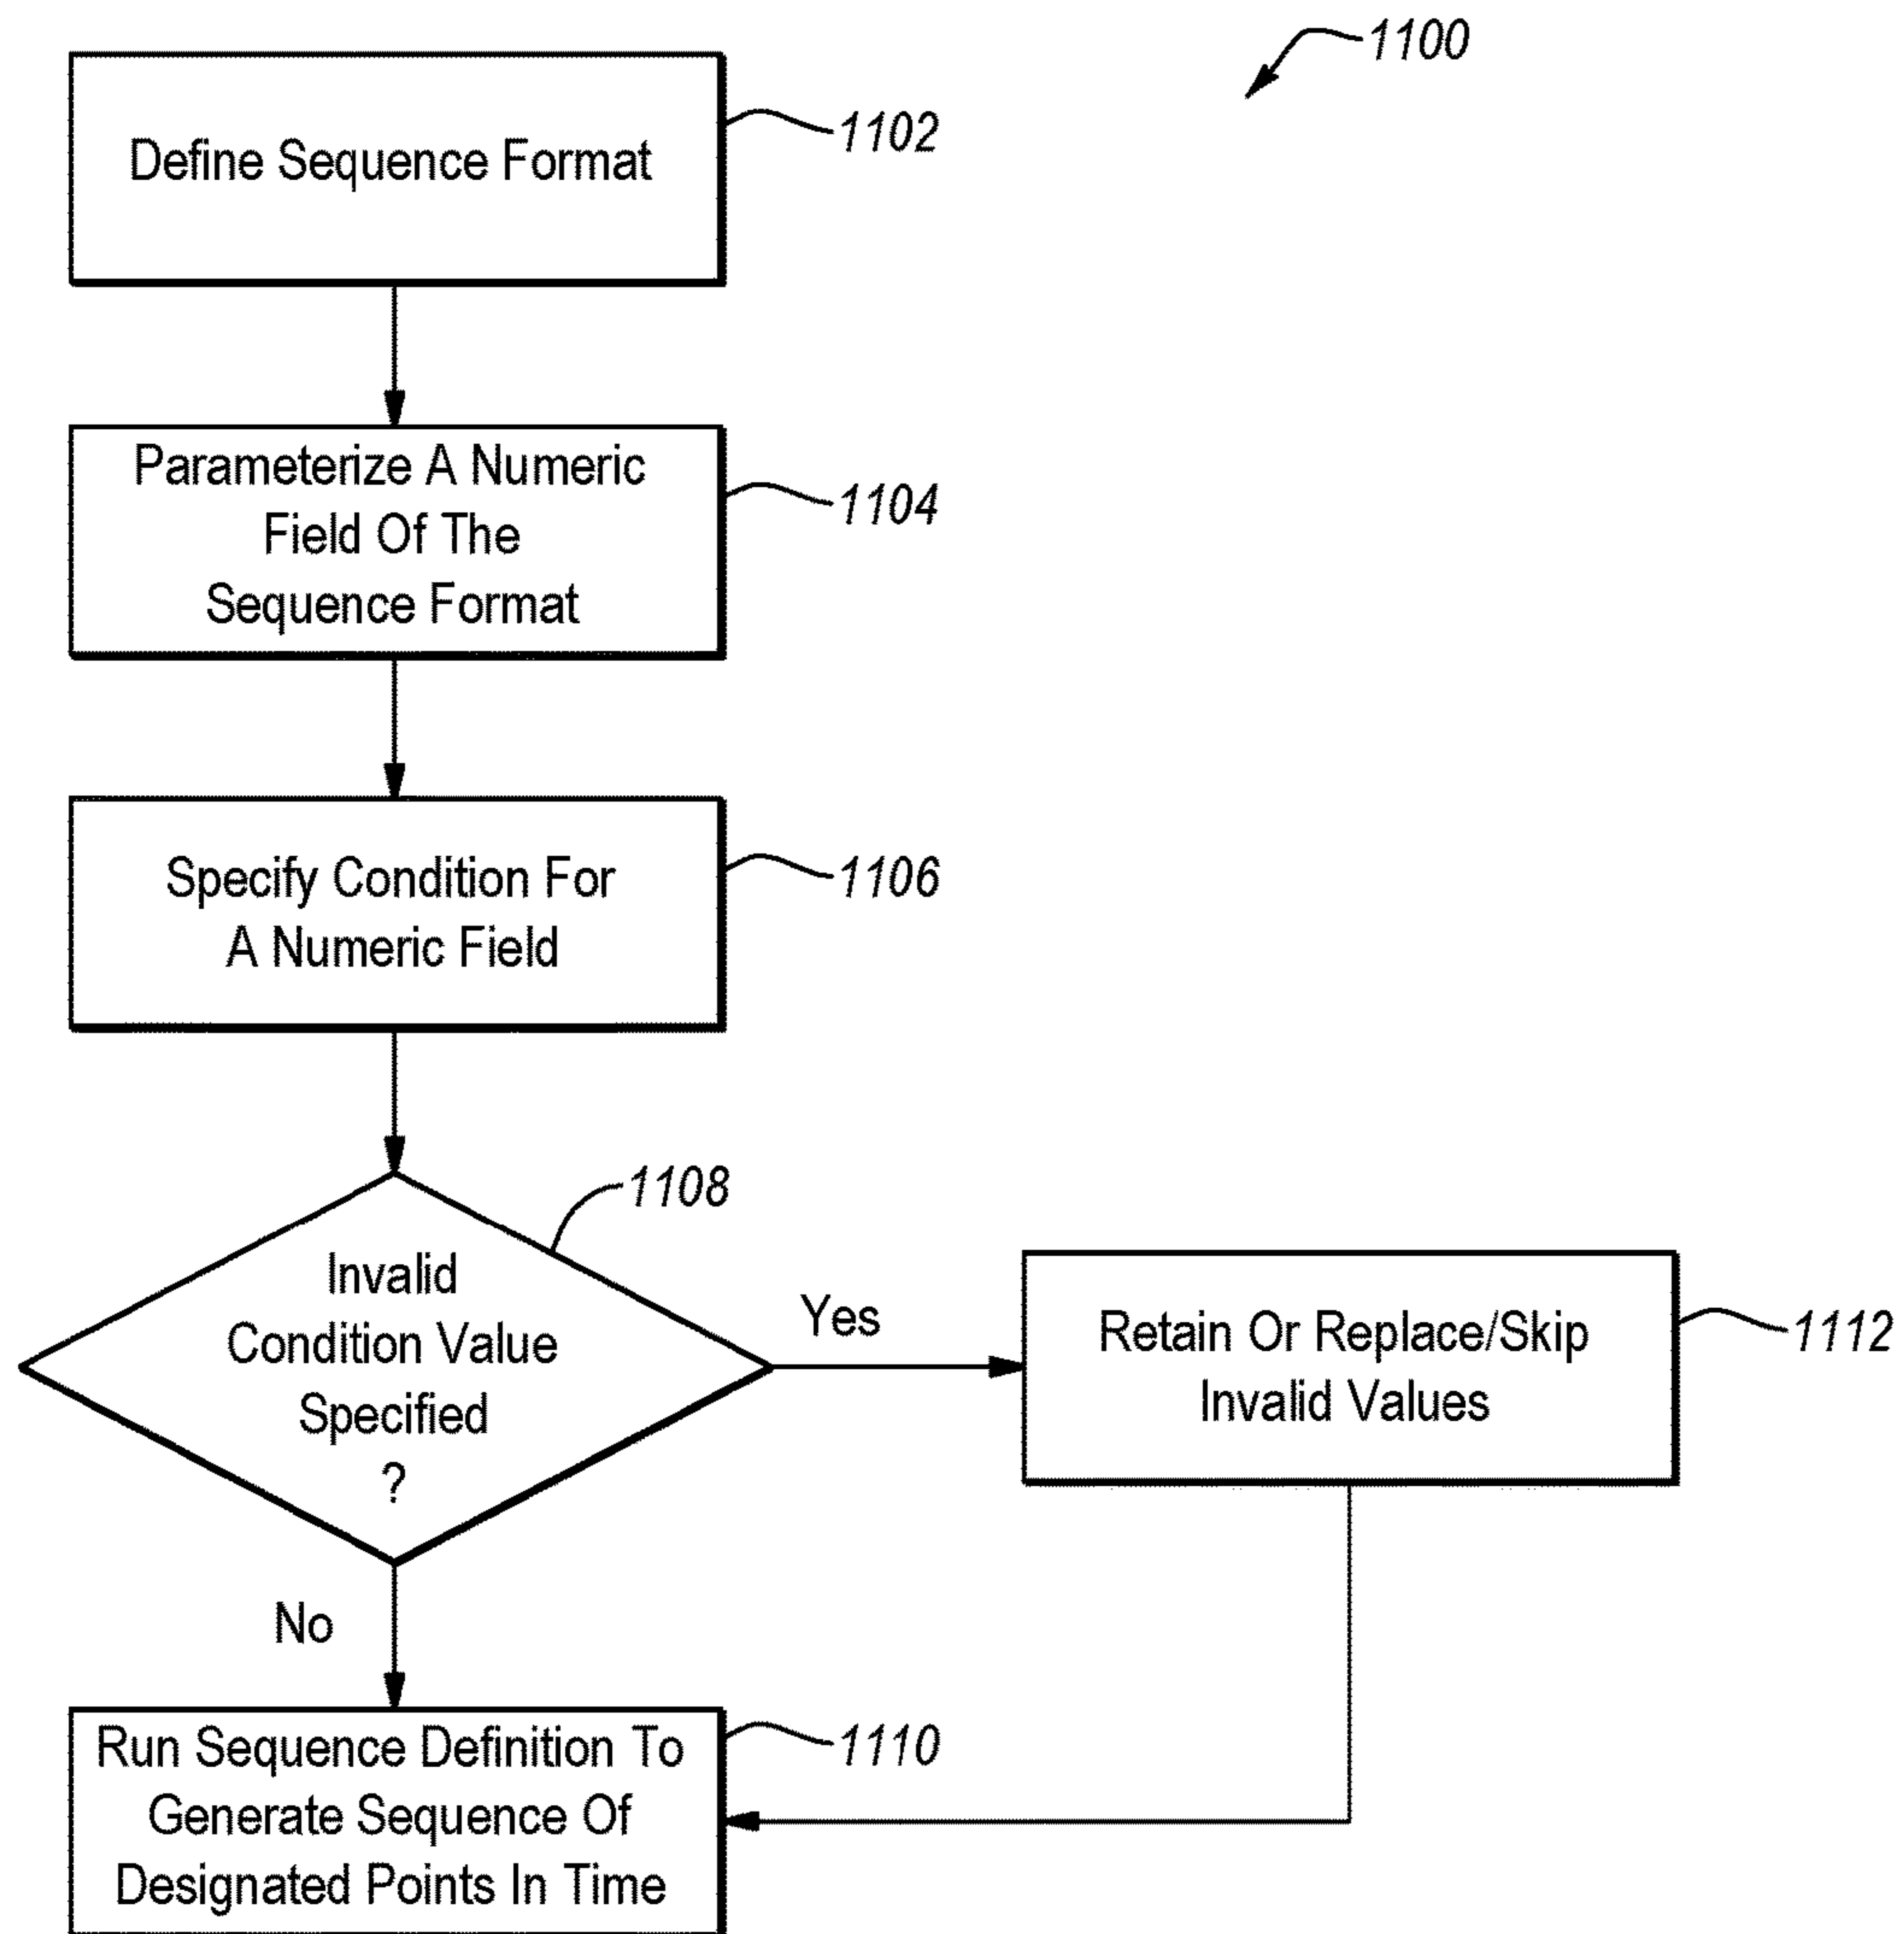 1100
Define Sequence Format
1102
Parameterize A Numeric
Field Of The
Sequence Format
1104
Specify Condition For
A Numeric Field
1106
1108
Invalid
Condition Value
Specified
?
Yes
Retain Or Replace/Skip
Invalid Values
1112
No
Run Sequence Definition To
Generate Sequence Of
Designated Points In Time
1110